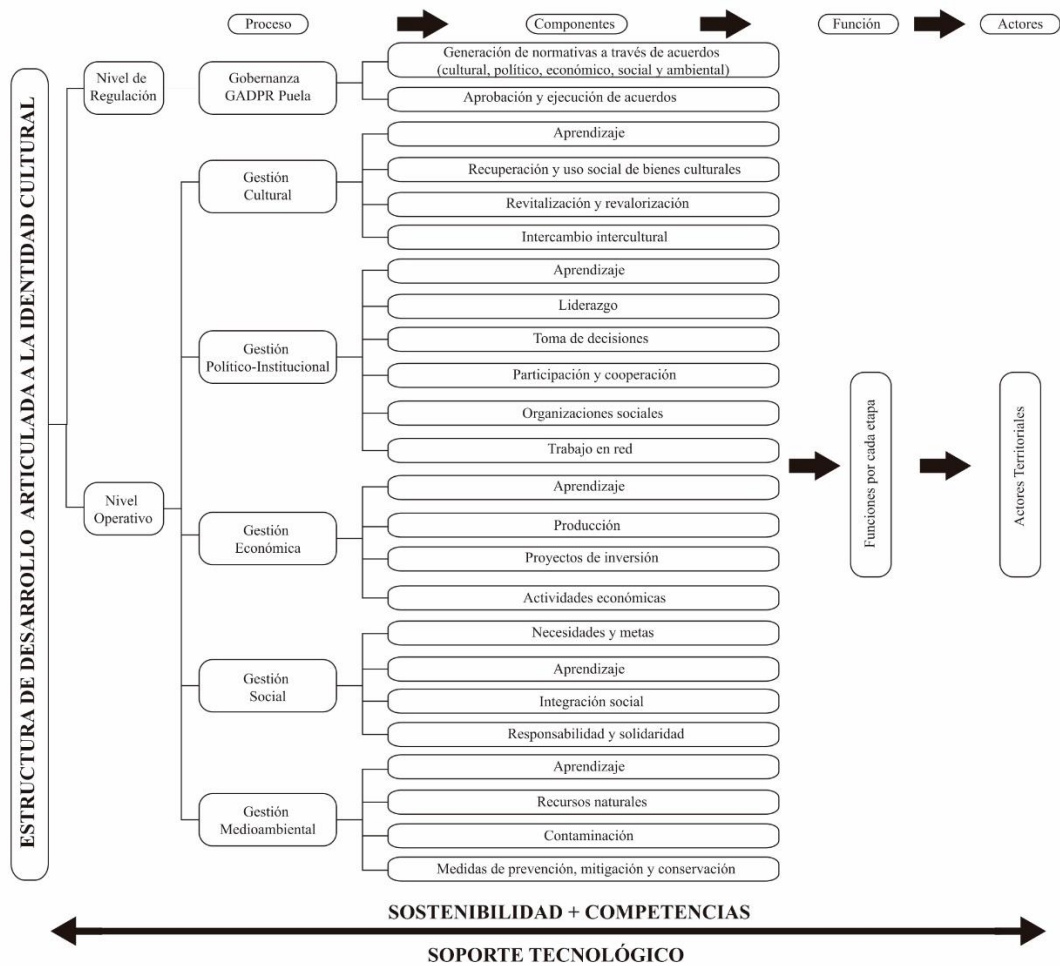 Proceso
Componentes
Función
Actores
ESTRUCTURA DE DESARROLLO ARTICULADA A LA IDENTIDAD CULTURAL
Nivel de
Regulación
Gobernanza
GADPR Puela
Generación de normativas a través de acuerdos
(cultural, político, económico, social y ambiental)
Aprobación y ejecución de acuerdos
Nivel
Operativo
Gestión
Cultural
Aprendizaje
Recuperación y uso social de bienes culturales
Revitalización y revalorización
Intercambio intercultural
Gestión
Político-Institucional
Aprendizaje
Liderazgo
Toma de decisiones
Participación y cooperación
Organizaciones sociales
Trabajo en red
Gestión
Económica
Aprendizaje
Producción
Proyectos de inversión
Actividades económicas
Gestión
Social
Necesidades y metas
Aprendizaje
Integración social
Responsabilidad y solidaridad
Gestión
Medioambiental
Aprendizaje
Recursos naturales
Contaminación
Medidas de prevención, mitigación y conservación
Funciones por cada etapa
Actores Territoriales
SOSTENIBILIDAD + COMPETENCIAS
SOPORTE TECNOLÓGICO